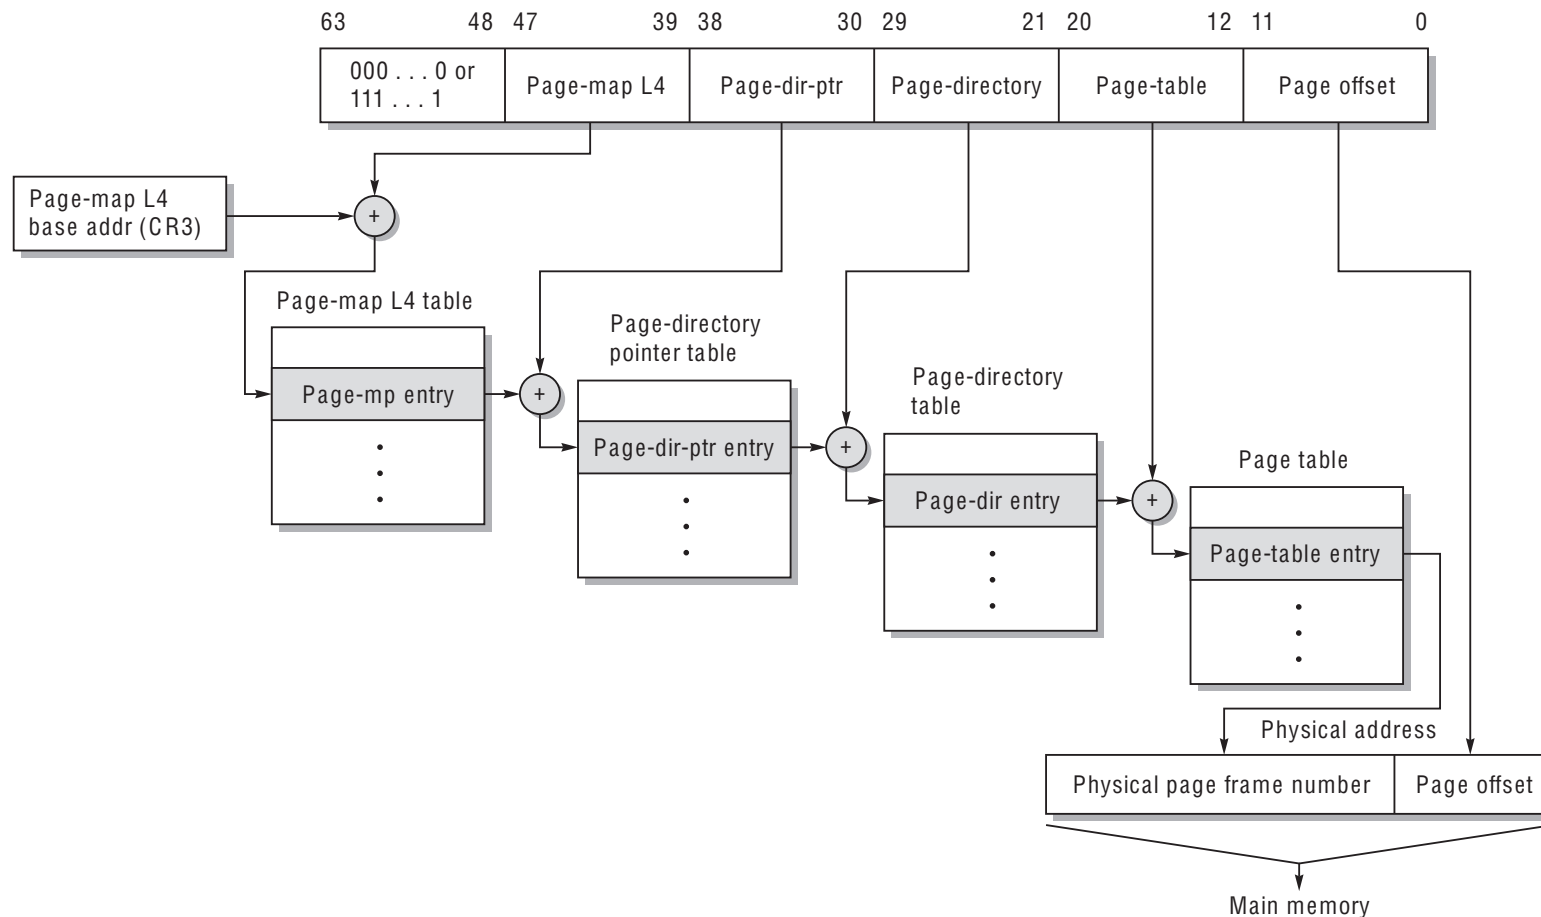 63 48 47 39 38 30 29 21 20 12 11 0
000 . . . 0 or
111 . . . 1
Page-map L4
Page-dir-ptr
Page-directory
Page-table
Page offset
Page-map L4
base addr (CR3)
+
Page-map L4 table
Page-mp entry
+
Page-directory
pointer table
Page-dir-ptr entry
+
Page-directory
table
Page-dir entry
+
Page table
Page-table entry
Physical address
Physical page frame number
Page offset
Main memory